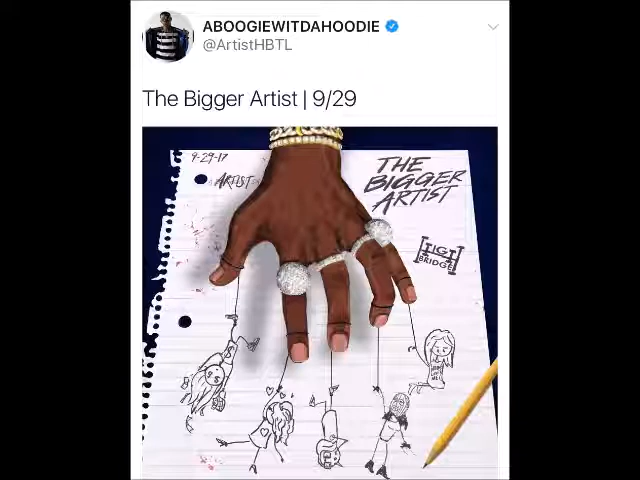 ABOOGIEWITDAHOODIE
@ArtistHBTL
The Bigger Artist | 9/29
9-29-17
ARTIST
THE
BIGGER
ARTIST
HIGH
BRIDGE